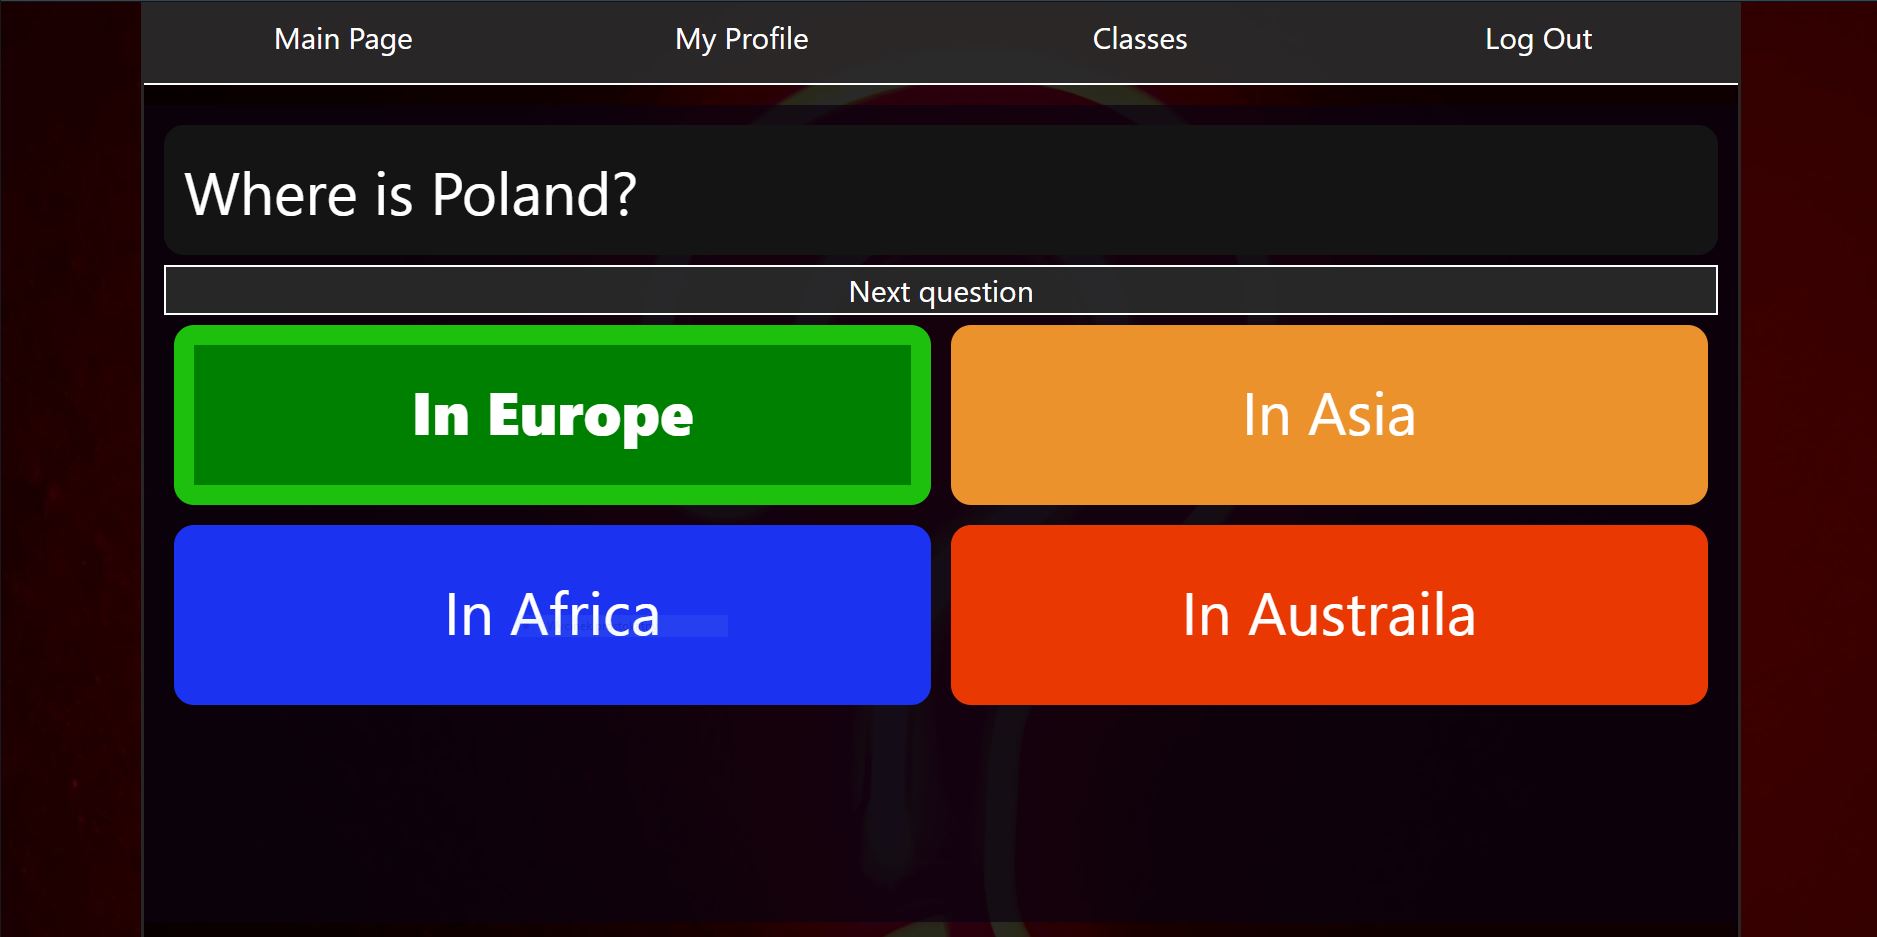 Main Page My Profile Classes Log Out
Where is Poland?
Next question
In Europe
In Asia
In Africa
In Austraila